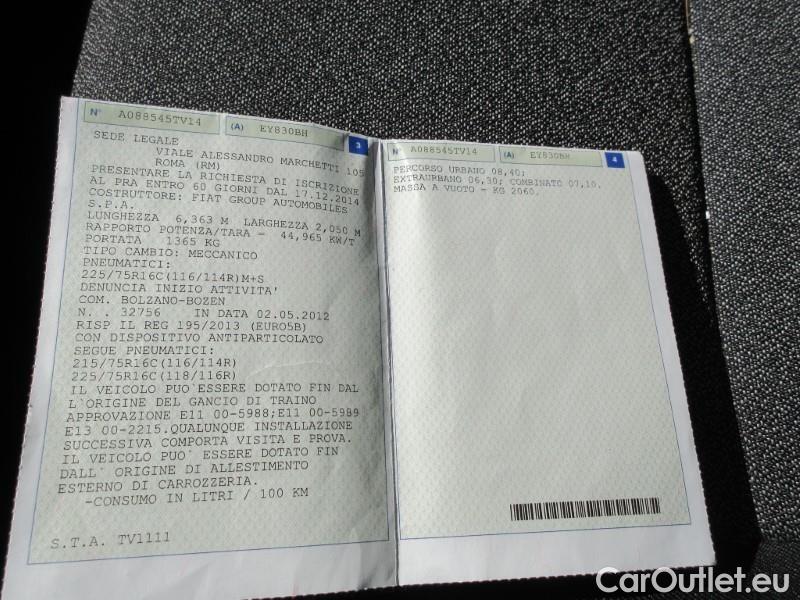 N° A088545TV14 (A) EY830BH 3
SEDE LEGALE
VIALE ALESSANDRO MARCHETTI 105
ROMA (RM)
PRESENTARE LA RICHIESTA DI ISCRIZIONE
AL PRA ENTRO 60 GIORNI DAL 17.12.2014
COSTRUTTORE: FIAT GROUP AUTOMOBILES
S.P.A.
LUNGHEZZA 6,363 M LARGHEZZA 2,050 M
RAPPORTO POTENZA/TARA - 44,965 KW/T
PORTATA 1365 KG
TIPO CAMBIO: MECCANICO
PNEUMATICI:
225/75R16C(116/114R)M+S
DENUNCIA INIZIO ATTIVITA'
COM. BOLZANO-BOZEN
N. . 32756 IN DATA 02.05.2012
RISP IL REG 195/2013 (EURO5B)
CON DISPOSITIVO ANTIPARTICOLATO
SEGUE PNEUMATICI:
215/75R16C(116/114R)
225/75R16C(118/116R)
IL VEICOLO PUO'ESSERE DOTATO FIN DAL
L'ORIGINE DEL GANCIO DI TRAINO
APPROVAZIONE E11 00-5988;E11 00-5989
E13 00-2215.QUALUNQUE INSTALLAZIONE
SUCCESSIVA COMPORTA VISITA E PROVA.
IL VEICOLO PUO' ESSERE DOTATO FIN
DALL' ORIGINE DI ALLESTIMENTO
ESTERNO DI CARROZZERIA.
-CONSUMO IN LITRI / 100 KM
S.T.A. TV1111
N° A088545TV14 (A) EY830BH 4
PERCORSO URBANO 08,40;
EXTRAURBANO 06,30; COMBINATO 07,10.
MASSA A VUOTO - KG 2060.
CarOutlet.eu